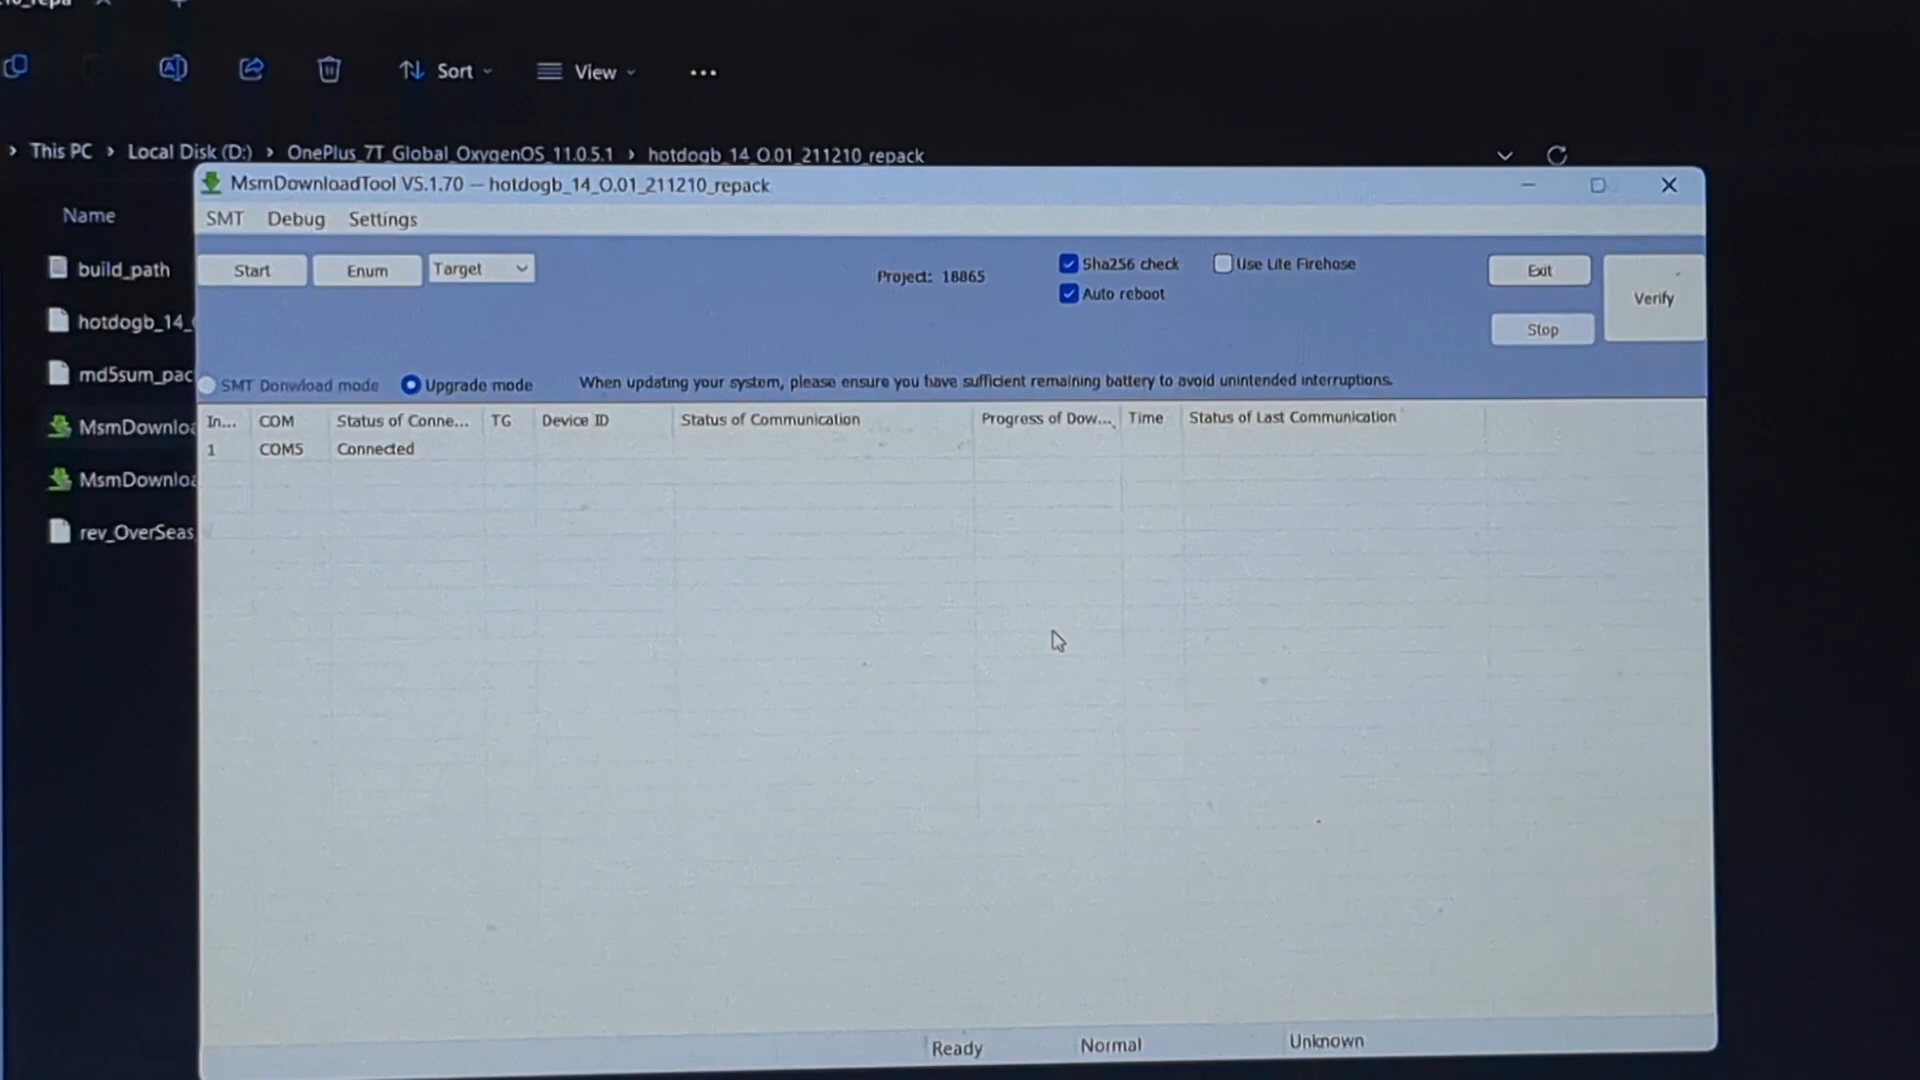 Sort
View
This PC > Local Disk (D:) > OnePlus_7T_Global_OxygenOS_11.0.5.1 > hotdogb_14_O.01_211210_repack
MsmDownloadTool V5.1.70 — hotdogb_14_O.01_211210_repack
Name
SMT Debug Settings
build_path
hotdogb_14_
md5sum_pac
MsmDownloa
MsmDownloa
rev_OverSeas
Start Enum Target
Project: 18865
Sha256 check Use Lite Firehose
Auto reboot
Exit
Verify
Stop
SMT Donwload mode Upgrade mode When updating your system, please ensure you have sufficient remaining battery to avoid unintended interruptions.
In... COM Status of Conne... TG Device ID Status of Communication Progress of Dow... Time Status of Last Communication
1 COM5 Connected
Ready Normal Unknown